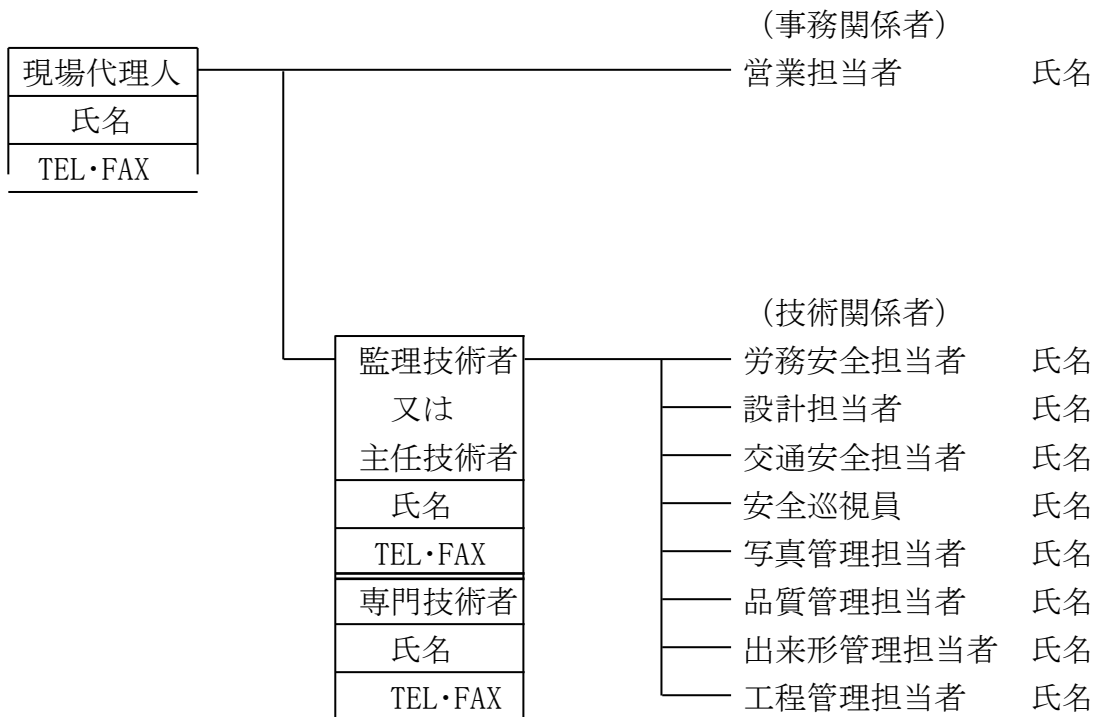 (事務関係者)
現場代理人 営業担当者 氏名
氏名
TEL・FAX
(技術関係者)
監理技術者 労務安全担当者 氏名
又は 設計担当者 氏名
主任技術者 交通安全担当者 氏名
氏名 安全巡視員 氏名
TEL・FAX 写真管理担当者 氏名
専門技術者 品質管理担当者 氏名
氏名 出来形管理担当者 氏名
TEL・FAX 工程管理担当者 氏名